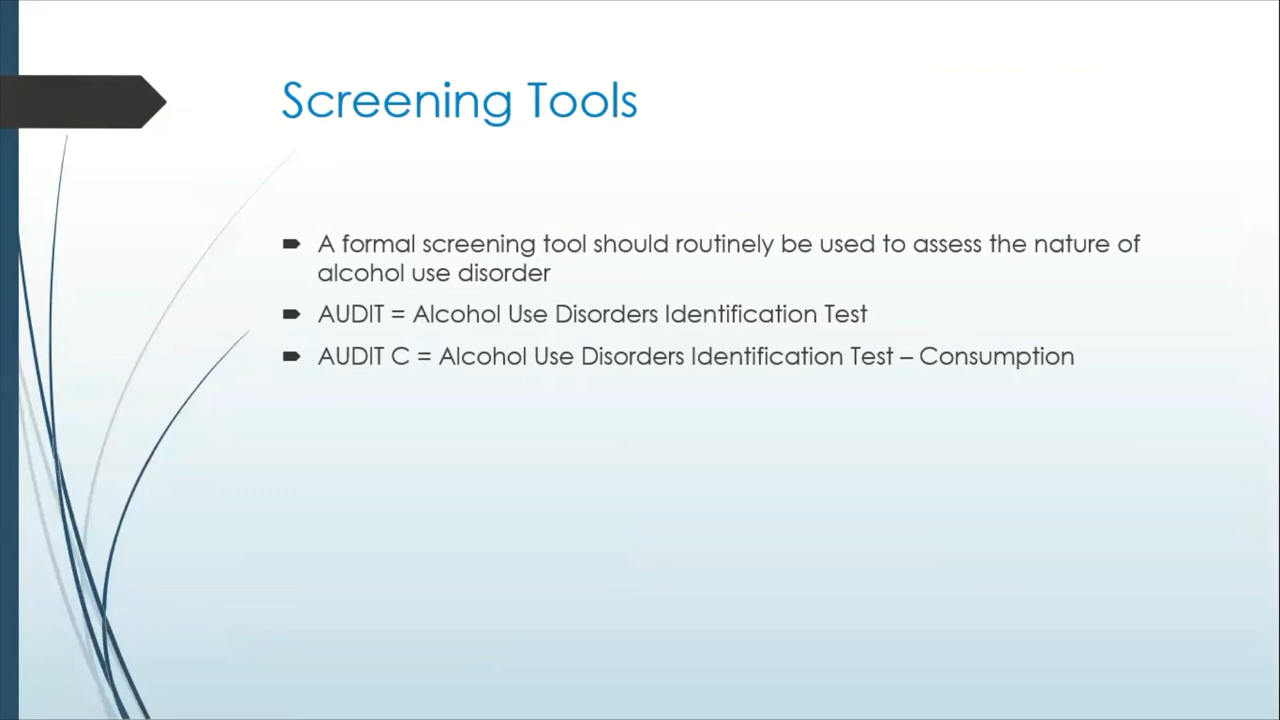 Screening Tools
A formal screening tool should routinely be used to assess the nature of
alcohol use disorder
AUDIT = Alcohol Use Disorders Identification Test
AUDIT C = Alcohol Use Disorders Identification Test – Consumption